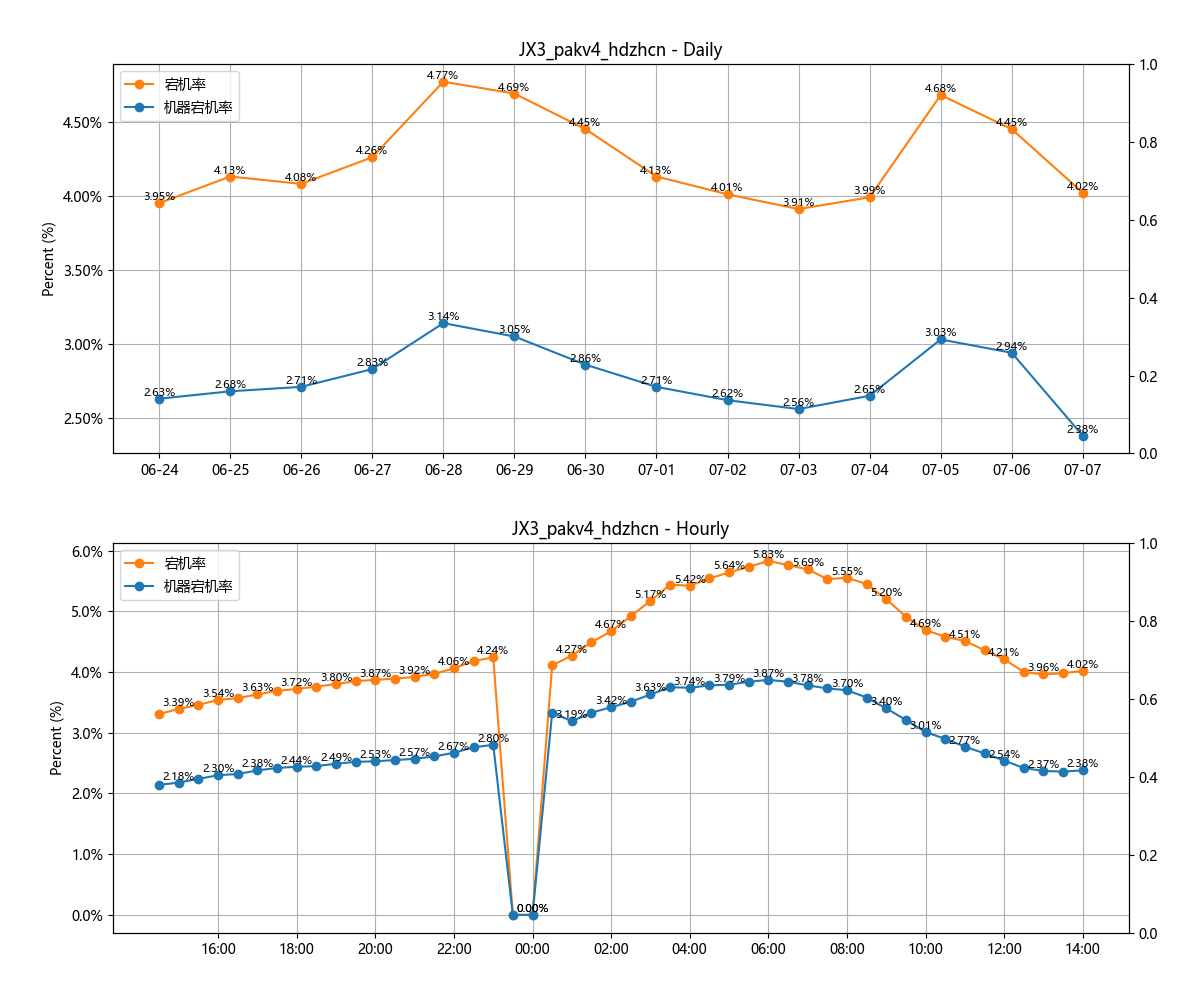 JX3_pakv4_hdzhcn - Daily
宕机率
机器宕机率
Percent (%)
4.50%
4.00%
3.50%
3.00%
2.50%
1.0
0.8
0.6
0.4
0.2
0.0
3.95% 4.13% 4.08% 4.26% 4.77% 4.69% 4.45% 4.13% 4.01% 3.91% 3.99% 4.68% 4.45% 4.02%
2.63% 2.68% 2.71% 2.83% 3.14% 3.05% 2.86% 2.71% 2.62% 2.56% 2.65% 3.03% 2.94% 2.38%
06-24 06-25 06-26 06-27 06-28 06-29 06-30 07-01 07-02 07-03 07-04 07-05 07-06 07-07
JX3_pakv4_hdzhcn - Hourly
宕机率
机器宕机率
Percent (%)
6.0%
5.0%
4.0%
3.0%
2.0%
1.0%
0.0%
1.0
0.8
0.6
0.4
0.2
0.0
3.39% 3.54% 3.63% 3.72% 3.80% 3.87% 3.92% 4.06% 4.24% 0.00% 4.27% 4.67% 5.17% 5.42% 5.64% 5.83% 5.69% 5.55% 5.20% 4.69% 4.51% 4.21% 3.96% 4.02%
2.18% 2.30% 2.38% 2.44% 2.49% 2.53% 2.57% 2.67% 2.80% 0.00% 3.19% 3.42% 3.63% 3.74% 3.79% 3.87% 3.78% 3.70% 3.40% 3.01% 2.77% 2.54% 2.37% 2.38%
16:00 18:00 20:00 22:00 00:00 02:00 04:00 06:00 08:00 10:00 12:00 14:00